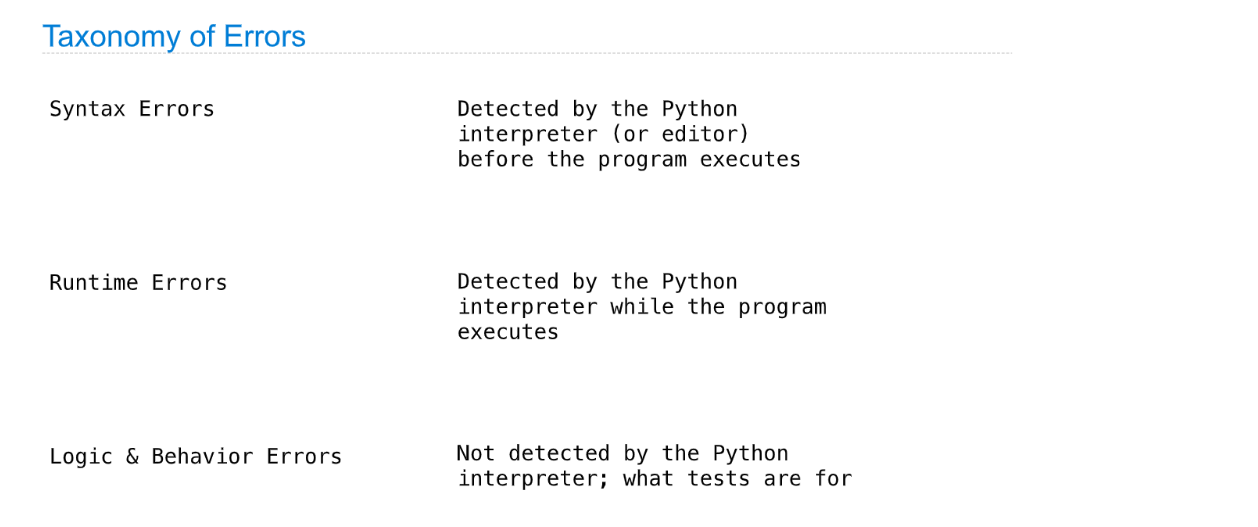 Taxonomy of Errors
Syntax Errors
Detected by the Python
interpreter (or editor)
before the program executes
Runtime Errors
Detected by the Python
interpreter while the program
executes
Logic & Behavior Errors
Not detected by the Python
interpreter; what tests are for